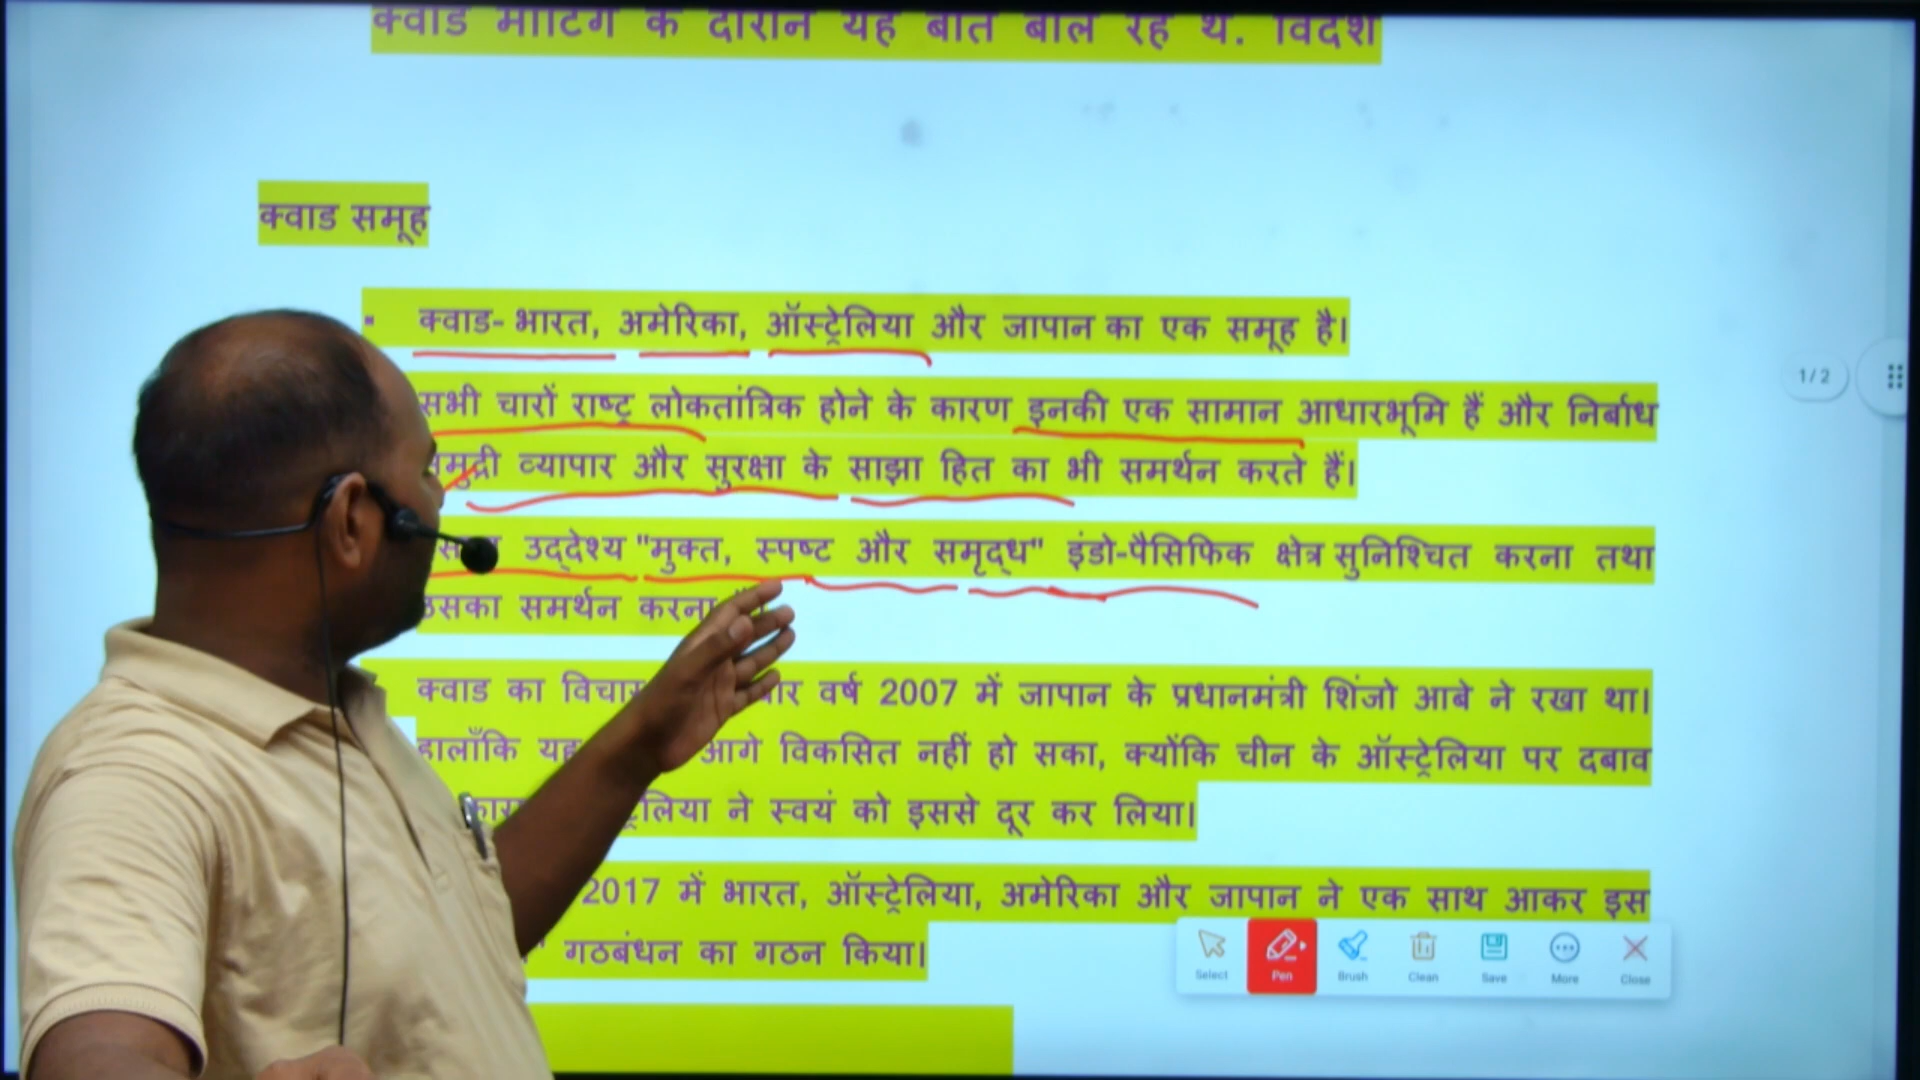 क्वाड मीटिंग के दौरान यह बात बोल रहे थे. विदेश
क्वाड समूह
▪ क्वाड- भारत, अमेरिका, ऑस्ट्रेलिया और जापान का एक समूह है।
सभी चारों राष्ट्र लोकतांत्रिक होने के कारण इनकी एक सामान आधारभूमि हैं और निर्बाध
समुद्री व्यापार और सुरक्षा के साझा हित का भी समर्थन करते हैं।
उद्देश्य "मुक्त, स्पष्ट और समृद्ध" इंडो-पैसिफिक क्षेत्र सुनिश्चित करना तथा
उसका समर्थन करना
क्वाड का विचार वर्ष 2007 में जापान के प्रधानमंत्री शिंजो आबे ने रखा था।
हालाँकि यह आगे विकसित नहीं हो सका, क्योंकि चीन के ऑस्ट्रेलिया पर दबाव
ने स्वयं को इससे दूर कर लिया।
2017 में भारत, ऑस्ट्रेलिया, अमेरिका और जापान ने एक साथ आकर इस
" गठबंधन का गठन किया।
1/2
Select Pen Brush Clean Save More Close